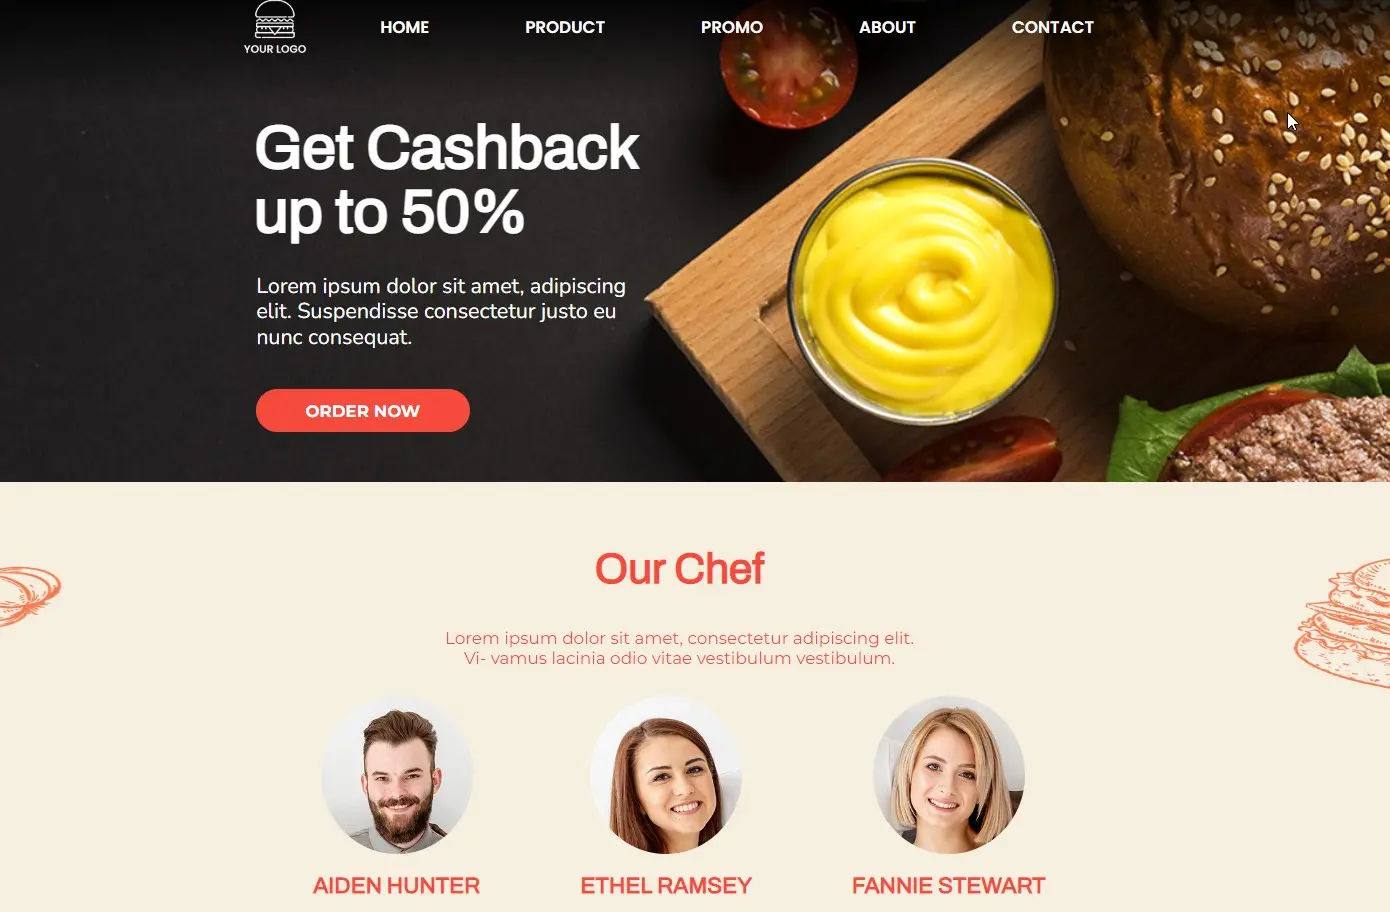 YOUR LOGO
HOME PRODUCT PROMO ABOUT CONTACT
Get Cashback
up to 50%
Lorem ipsum dolor sit amet, adipiscing
elit. Suspendisse consectetur justo eu
nunc consequat.
ORDER NOW
Our Chef
Lorem ipsum dolor sit amet, consectetur adipiscing elit.
Vi- vamus lacinia odio vitae vestibulum vestibulum.
AIDEN HUNTER
ETHEL RAMSEY
FANNIE STEWART